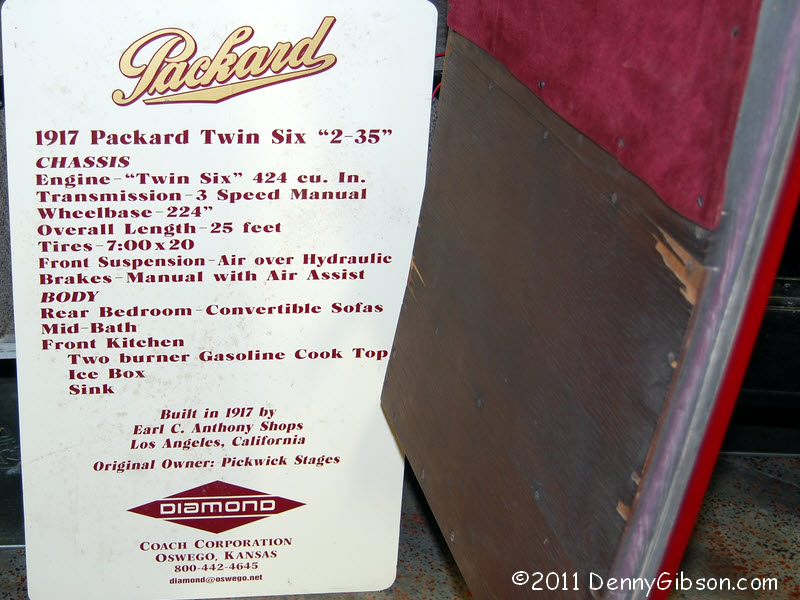 Packard
1917 Packard Twin Six “2-35”
CHASSIS
Engine-“Twin Six” 424 cu. In.
Transmission-3 Speed Manual
Wheelbase-224”
Overall Length-25 feet
Tires-7:00x20
Front Suspension-Air over Hydraulic
Brakes-Manual with Air Assist
BODY
Rear Bedroom-Convertible Sofas
Mid-Bath
Front Kitchen
Two burner Gasoline Cook Top
Ice Box
Sink
Built in 1917 by
Earl C. Anthony Shops
Los Angeles, California
Original Owner: Pickwick Stages
DIAMOND
COACH CORPORATION
OSWEGO, KANSAS
800-442-4645
diamond@oswego.net
©2011 DennyGibson.com